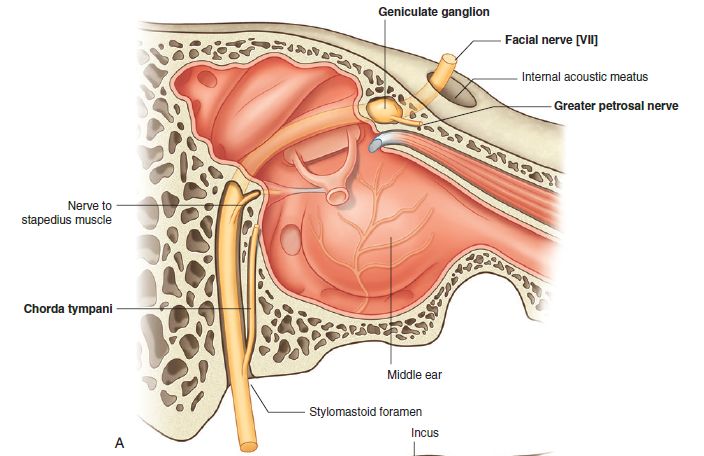 Geniculate ganglion
Facial nerve [VII]
Internal acoustic meatus
Greater petrosal nerve
Nerve to
stapedius muscle
Chorda tympani
Middle ear
Stylomastoid foramen
A
Incus